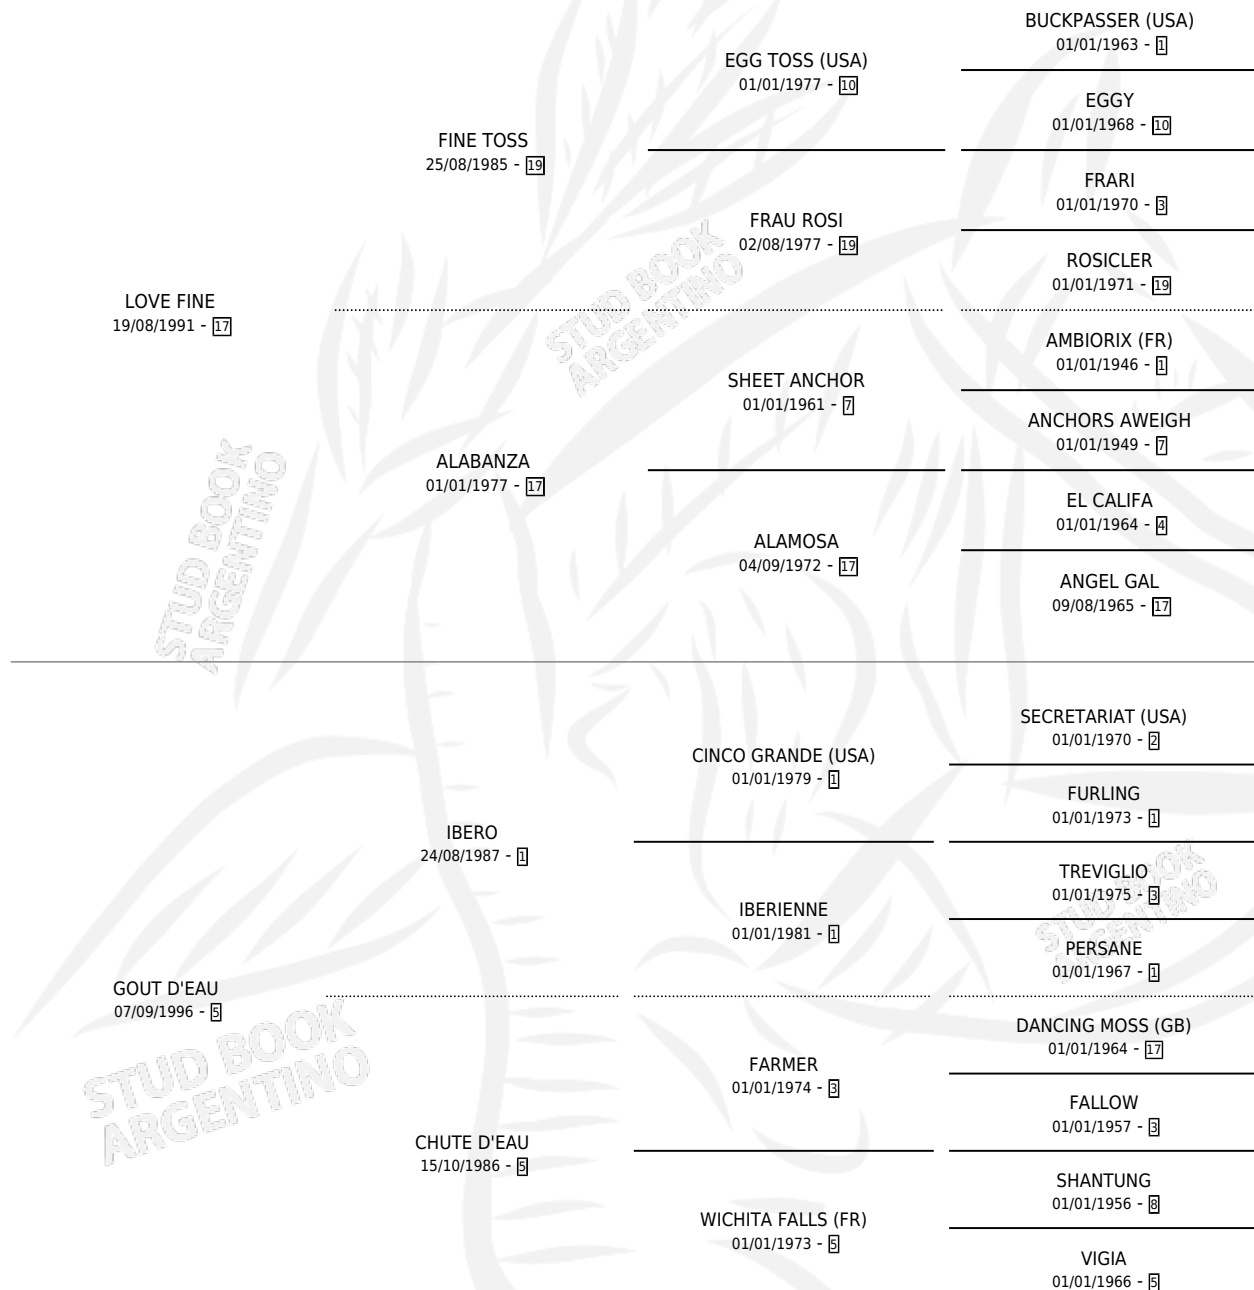 BUCKPASSER (USA)
01/01/1963 - 1
EGG TOSS (USA)
01/01/1977 - 10
EGGY
01/01/1968 - 10
FINE TOSS
25/08/1985 - 19
FRARI
01/01/1970 - 3
FRAU ROSI
02/08/1977 - 19
ROSICLER
01/01/1971 - 19
LOVE FINE
19/08/1991 - 17
AMBIORIX (FR)
01/01/1946 - 1
SHEET ANCHOR
01/01/1961 - 7
ANCHORS AWEIGH
01/01/1949 - 7
ALABANZA
01/01/1977 - 17
EL CALIFA
01/01/1964 - 4
ALAMOSA
04/09/1972 - 17
ANGEL GAL
09/08/1965 - 17
SECRETARIAT (USA)
01/01/1970 - 2
CINCO GRANDE (USA)
01/01/1979 - 1
FURLING
01/01/1973 - 1
IBERO
24/08/1987 - 1
TREVIGLIO
01/01/1975 - 3
IBERIENNE
01/01/1981 - 1
PERSANE
01/01/1967 - 1
GOUT D'EAU
07/09/1996 - 5
DANCING MOSS (GB)
01/01/1964 - 17
FARMER
01/01/1974 - 3
FALLOW
01/01/1957 - 3
CHUTE D'EAU
15/10/1986 - 5
SHANTUNG
01/01/1956 - 8
WICHITA FALLS (FR)
01/01/1973 - 5
VIGIA
01/01/1966 - 5
STUD BOOK
ARGENTINO
STUD BOOK
ARGENTINO
STUD BOOK
ARGENTINO
STUD BOOK
ARGENTINO